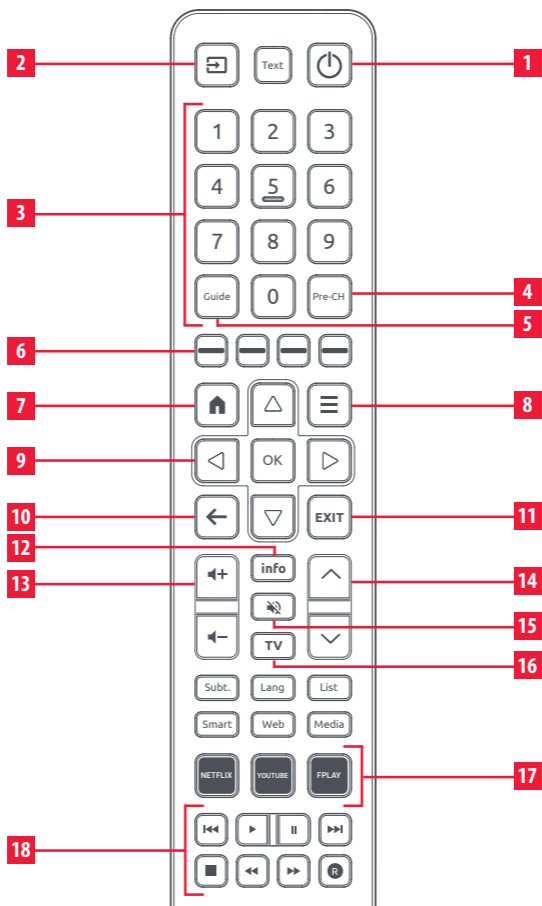 2 Text 1
1 2 3
4 5 6
3
7 8 9
Guide 0 Pre-CH 4
5
6
7 8
9 OK
10 EXIT 11
12 info
13 14
15
TV 16
Subt. Lang List
Smart Web Media
NETFLIX YOUTUBE FPLAY 17
18
R